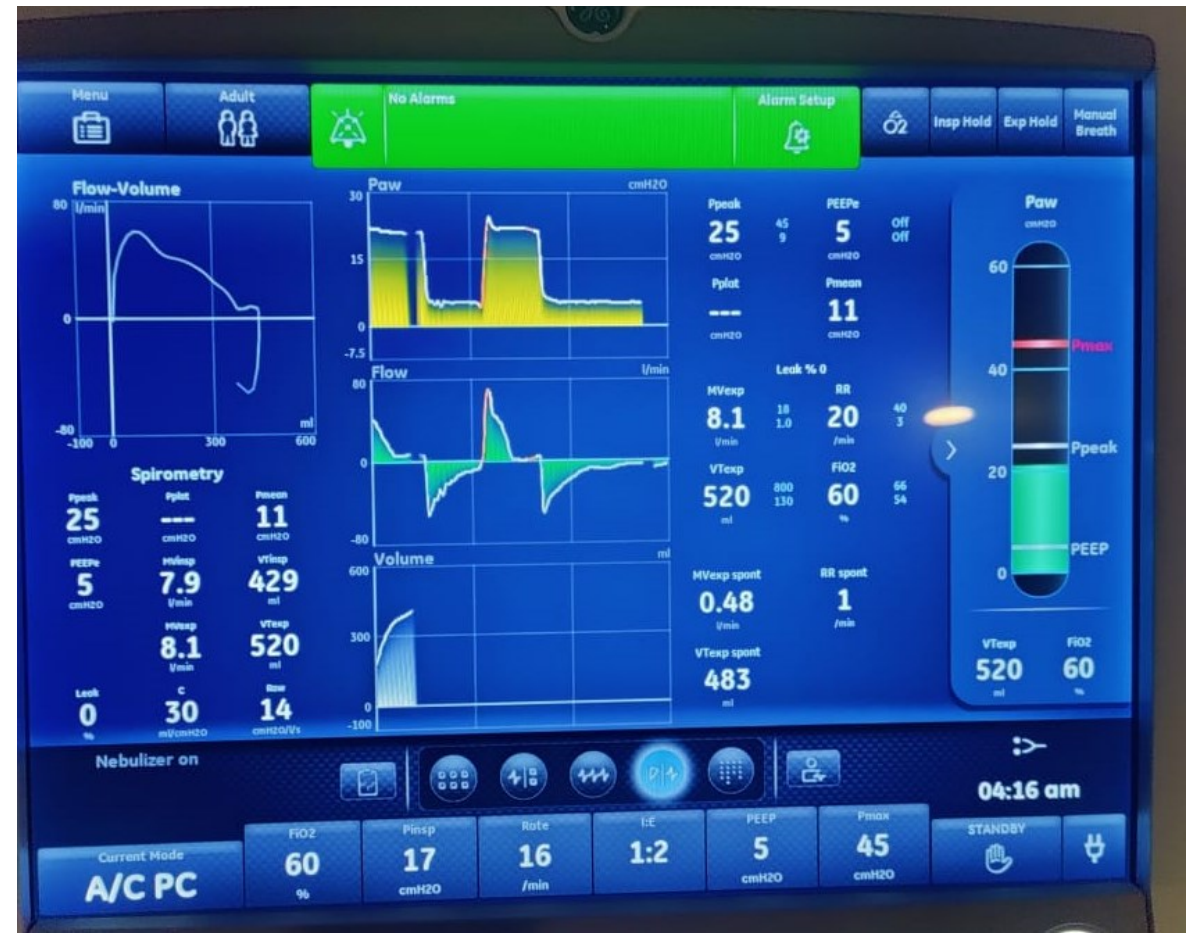 Menu
Adult
No Alarms
Alarm Setup
O2
Insp Hold
Exp Hold
Manual
Breath
Flow-Volume
80
l/min
0
-80
-100
0
300
600
ml
Paw
cmH2O
30
15
0
-7.5
Flow
l/min
80
0
-80
Volume
ml
600
300
0
-100
Spirometry
Ppeak
Pplat
Pmean
25
---
11
cmH2O
cmH2O
cmH2O
PEEPe
MVinsp
VTinsp
5
7.9
429
cmH2O
l/min
ml
MVexp
VTexp
8.1
520
l/min
ml
Leak
C
Raw
0
30
14
%
ml/cmH2O
cmH2O/l/s
Ppeak
PEEPe
25
45
9
5
Off
Off
cmH2O
cmH2O
Pplat
Pmean
---
11
cmH2O
cmH2O
Leak % 0
MVexp
RR
8.1
18
1.0
20
40
3
l/min
/min
VTexp
FiO2
520
800
130
60
66
54
ml
%
MVexp spont
RR spont
0.48
1
l/min
/min
VTexp spont
483
ml
Paw
cmH2O
60
Pmax
40
Ppeak
20
PEEP
0
VTexp
FiO2
520
60
ml
%
Nebulizer on
04:16 am
Current Mode
A/C PC
FiO2
60
%
Pinsp
17
cmH2O
Rate
16
/min
I:E
1:2
PEEP
5
cmH2O
Pmax
45
cmH2O
STANDBY